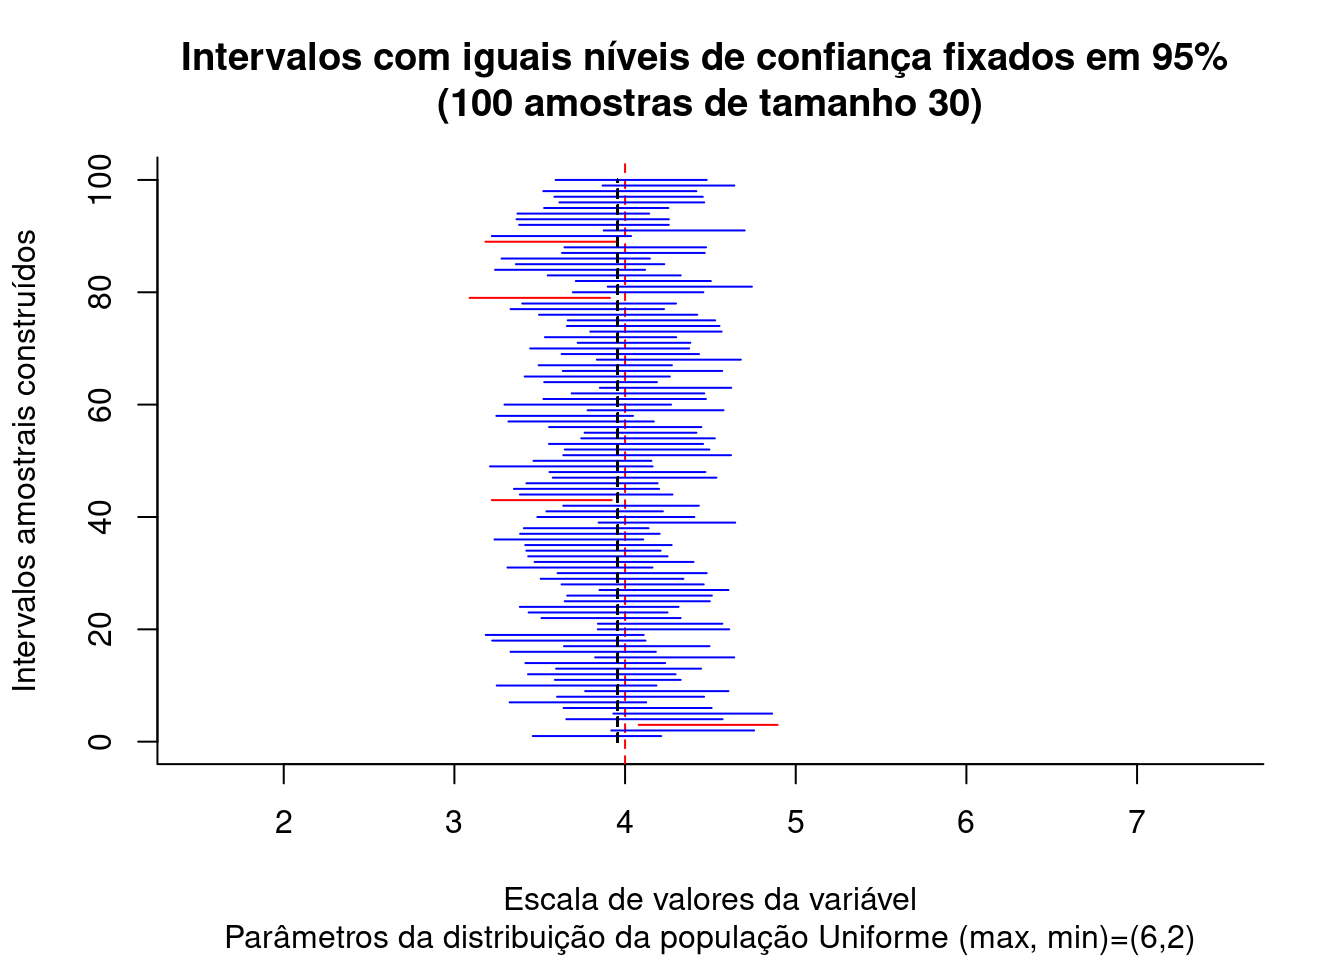 Intervalos com iguais níveis de confiança fixados em 95%
(100 amostras de tamanho 30)
Intervalos amostrais construídos
100
80
60
40
20
0
2 3 4 5 6 7
Escala de valores da variável
Parâmetros da distribuição da população Uniforme (max, min)=(6,2)